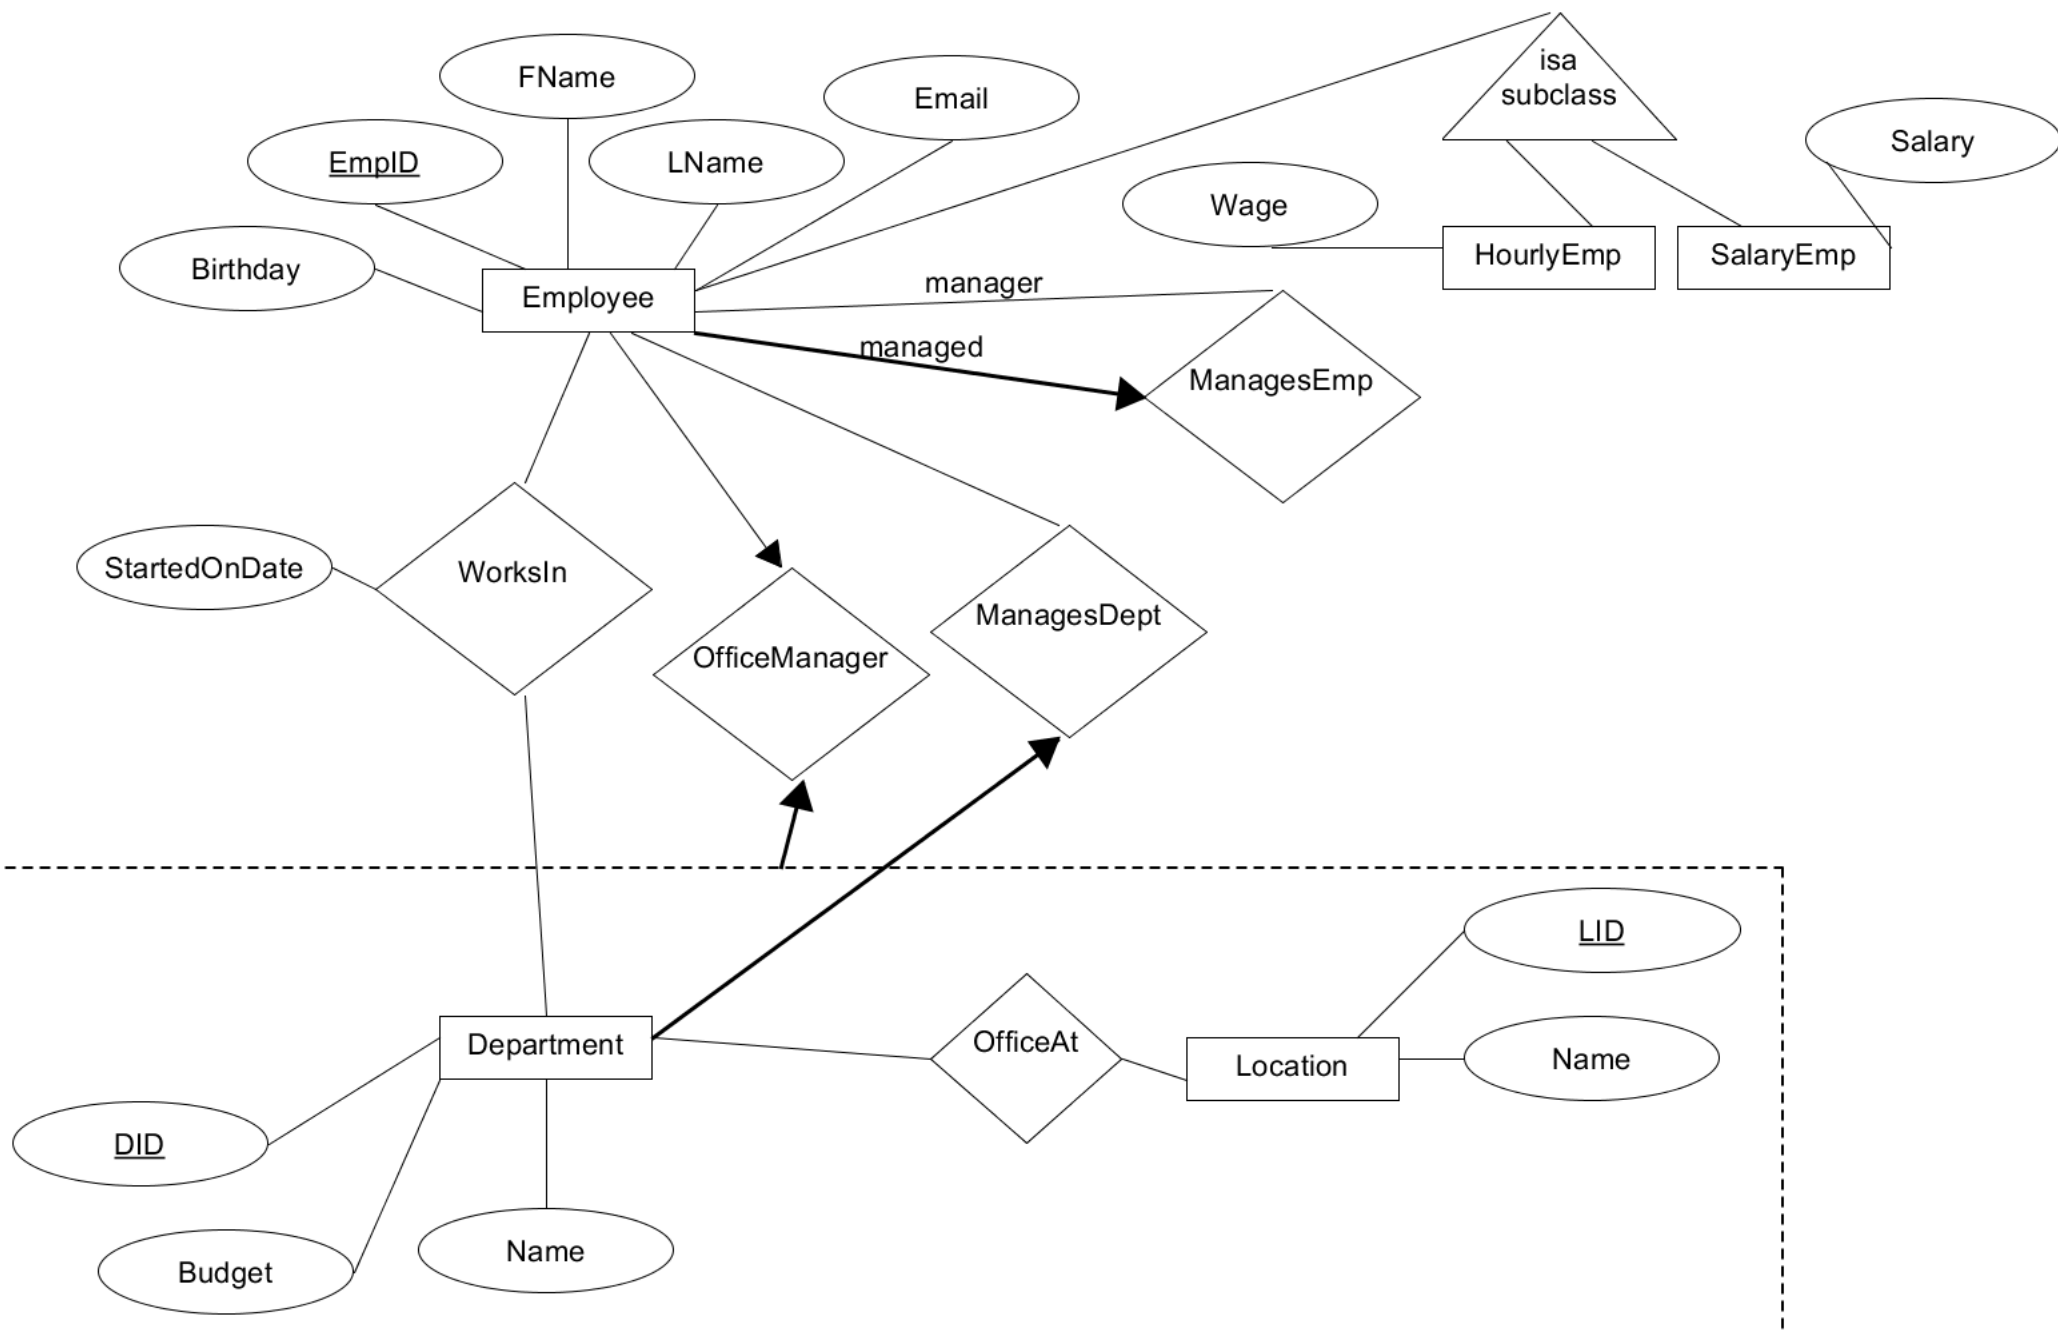 isa
subclass
FName
Email
Salary
EmpID
LName
Wage
Birthday
HourlyEmp
SalaryEmp
Employee
manager
managed
ManagesEmp
StartedOnDate
WorksIn
ManagesDept
OfficeManager
LID
Department
OfficeAt
Location
Name
DID
Budget
Name